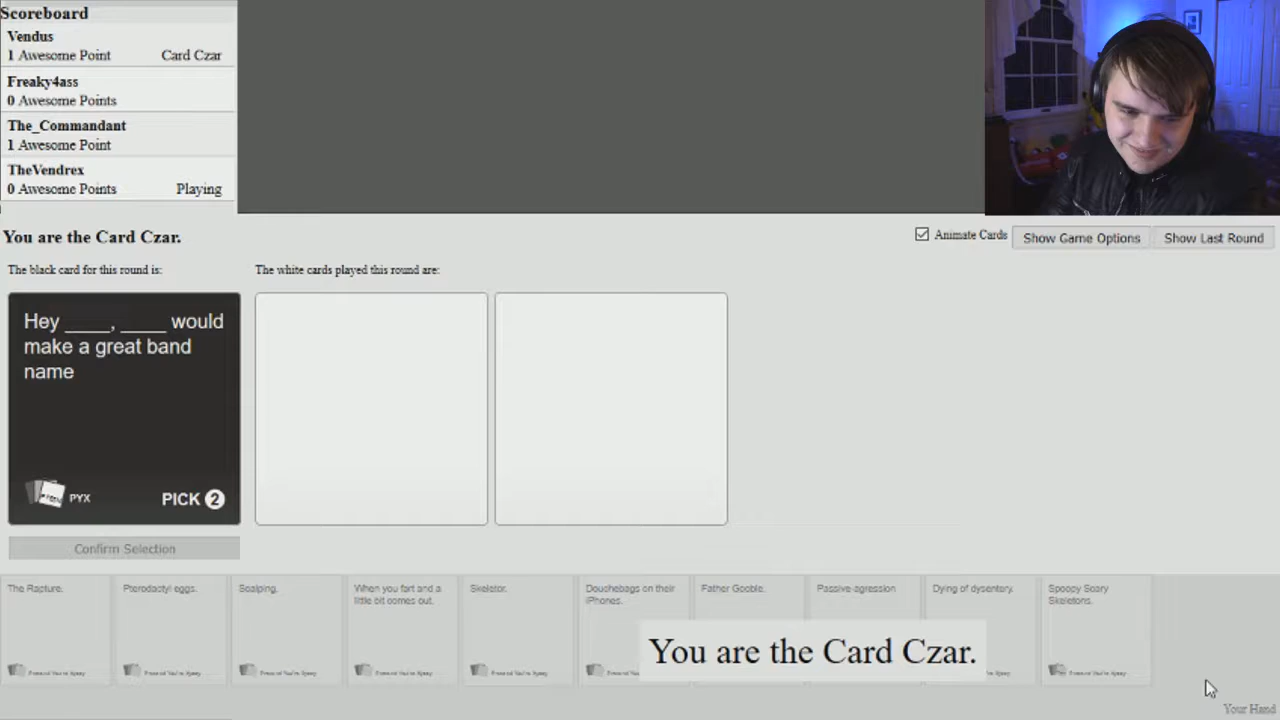 Scoreboard
Vendus
1 Awesome Point Card Czar
Freaky4ass
0 Awesome Points
The_Commandant
1 Awesome Point
TheVendrex
0 Awesome Points Playing
You are the Card Czar.
Animate Cards Show Game Options Show Last Round
The black card for this round is: The white cards played this round are:
Hey ____, ____ would
make a great band
name
PYX PICK 2
Confirm Selection
The Rapture. Pterodactyl eggs. Scalping. When you fart and a Skeletor. Douchebags on their Father Gooble. Passive-agression Dying of dysentery. Spoopy Scary
little bit comes out. iPhones. Skeletons.
You are the Card Czar.
Your Hand